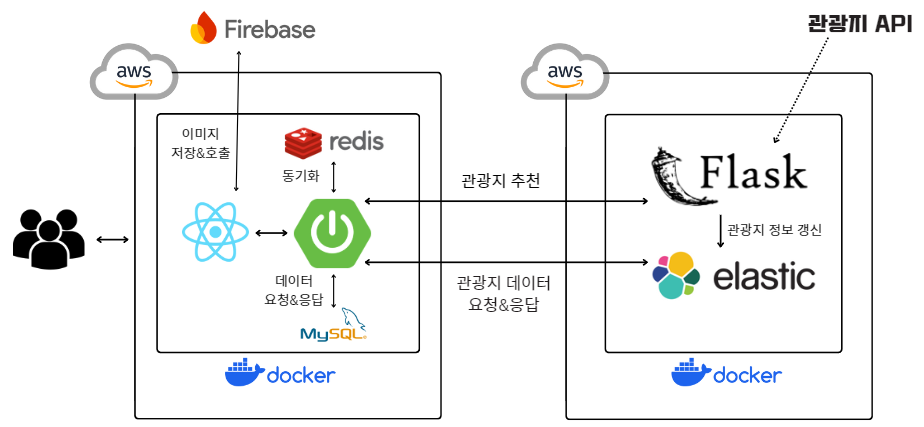 Firebase
관광지 API
aws
aws
이미지
저장&호출
redis
동기화
관광지 추천
Flask
관광지 정보 갱신
데이터
요청&응답
관광지 데이터
요청&응답
elastic
MySQL
docker
docker